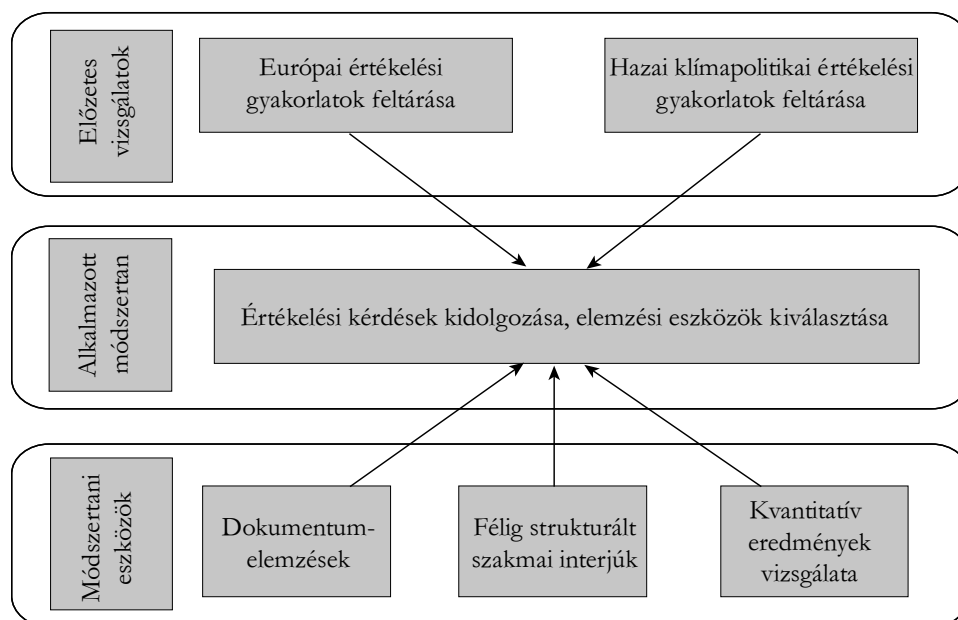 Előzetes
vizsgálatok
Európai értékelési
gyakorlatok feltárása
Hazai klímapolitikai értékelési
gyakorlatok feltárása
Alkalmazott
módszertan
Értékelési kérdések kidolgozása, elemzési eszközök kiválasztása
Módszertani
eszközök
Dokumentum-
elemzések
Félig strukturált
szakmai interjúk
Kvantitatív
eredmények
vizsgálata